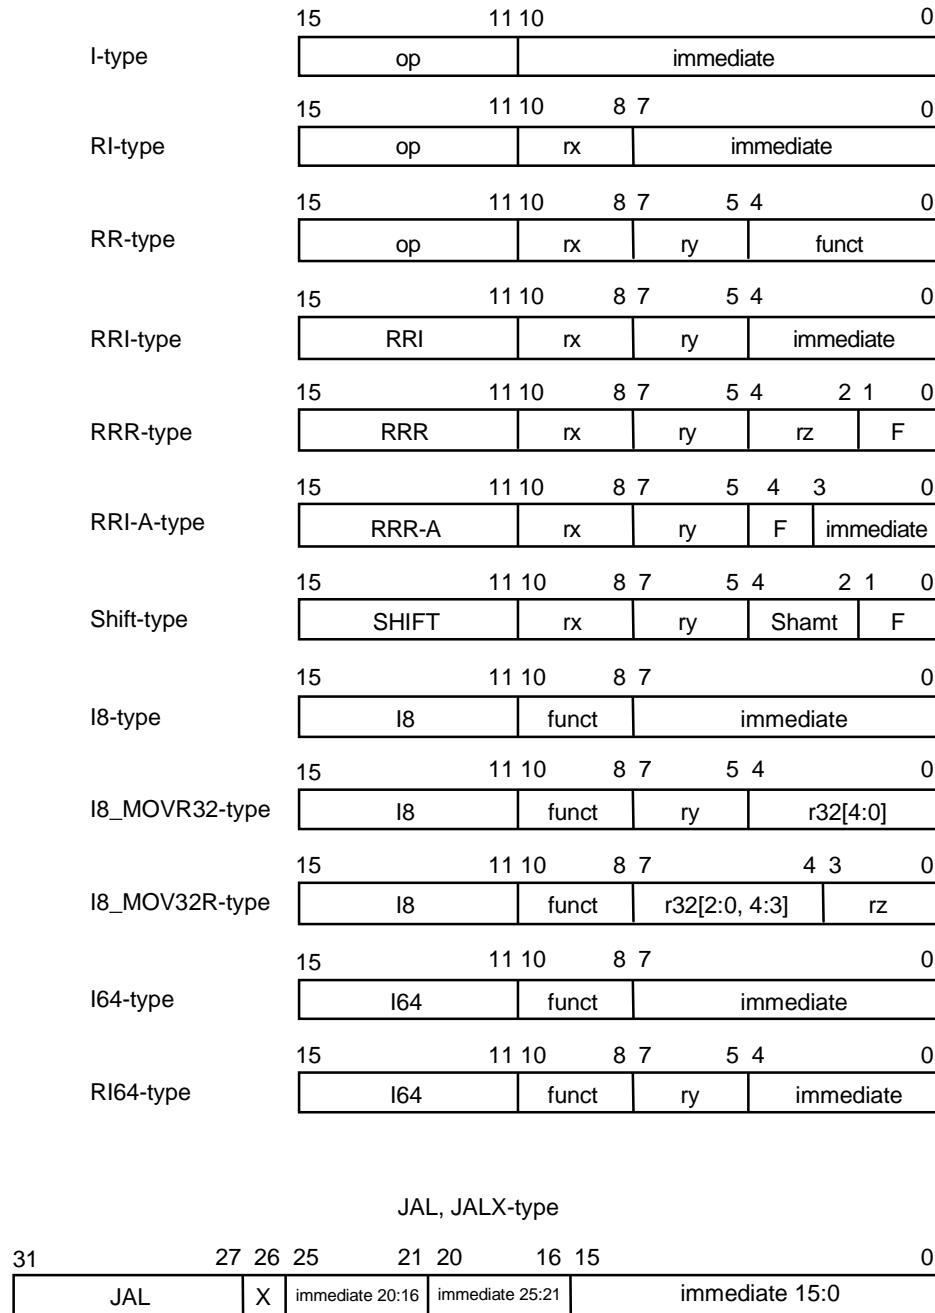 15 11 10 0
I-type op immediate
15 11 10 8 7 0
RI-type op rx immediate
15 11 10 8 7 5 4 0
RR-type op rx ry funct
15 11 10 8 7 5 4 0
RRI-type RRI rx ry immediate
15 11 10 8 7 5 4 2 1 0
RRR-type RRR rx ry rz F
15 11 10 8 7 5 4 3 0
RRI-A-type RRR-A rx ry F immediate
15 11 10 8 7 5 4 2 1 0
Shift-type SHIFT rx ry Shamt F
15 11 10 8 7 0
I8-type I8 funct immediate
15 11 10 8 7 5 4 0
I8_MOVR32-type I8 funct ry r32[4:0]
15 11 10 8 7 4 3 0
I8_MOV32R-type I8 funct r32[2:0, 4:3] rz
15 11 10 8 7 0
I64-type I64 funct immediate
15 11 10 8 7 5 4 0
RI64-type I64 funct ry immediate
JAL, JALX-type
31 27 26 25 21 20 16 15 0
JAL X immediate 20:16 immediate 25:21 immediate 15:0